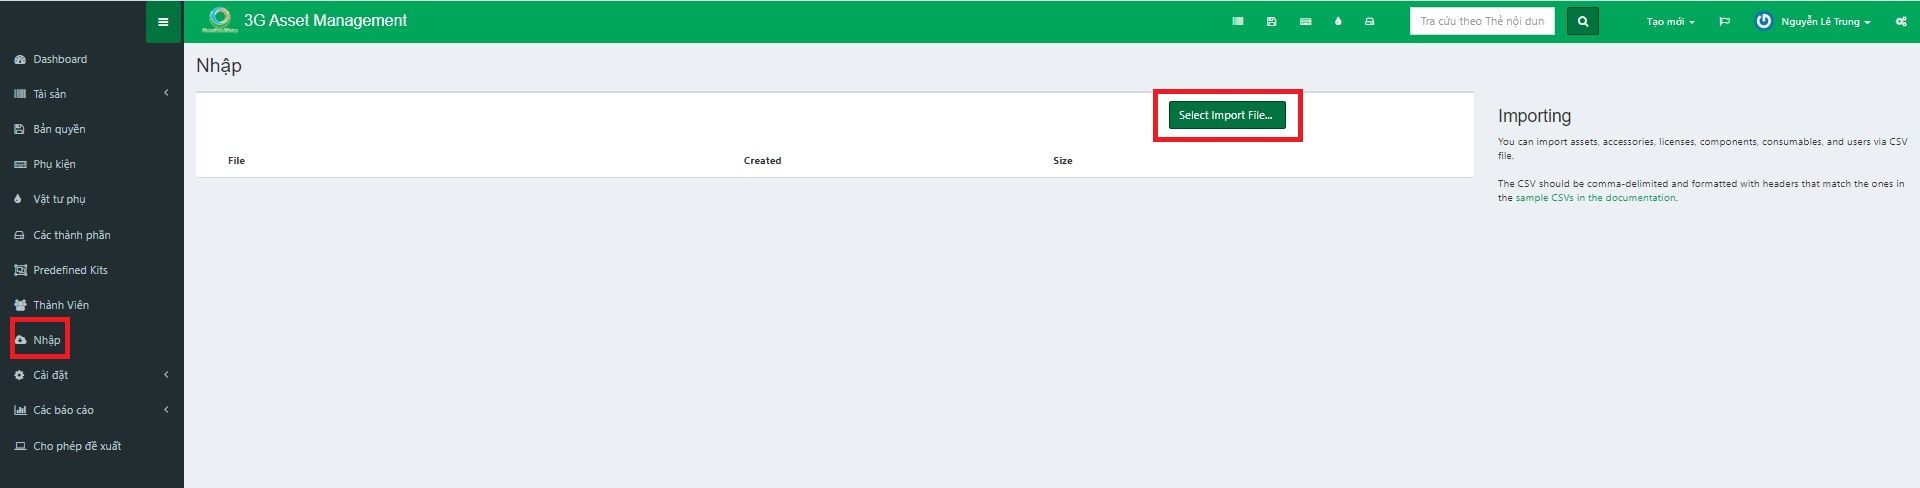 3G Asset Management
Tra cứu theo Thẻ nội dun
Tạo mới
Nguyễn Lê Trung
Dashboard
Tài sản
Bản quyền
Phụ kiện
Vật tư phụ
Các thành phần
Predefined Kits
Thành Viên
Nhập
Cài đặt
Các báo cáo
Cho phép đề xuất
Nhập
Select Import File...
File Created Size
Importing
You can import assets, accessories, licenses, components, consumables, and users via CSV
file.
The CSV should be comma-delimited and formatted with headers that match the ones in
the sample CSVs in the documentation.